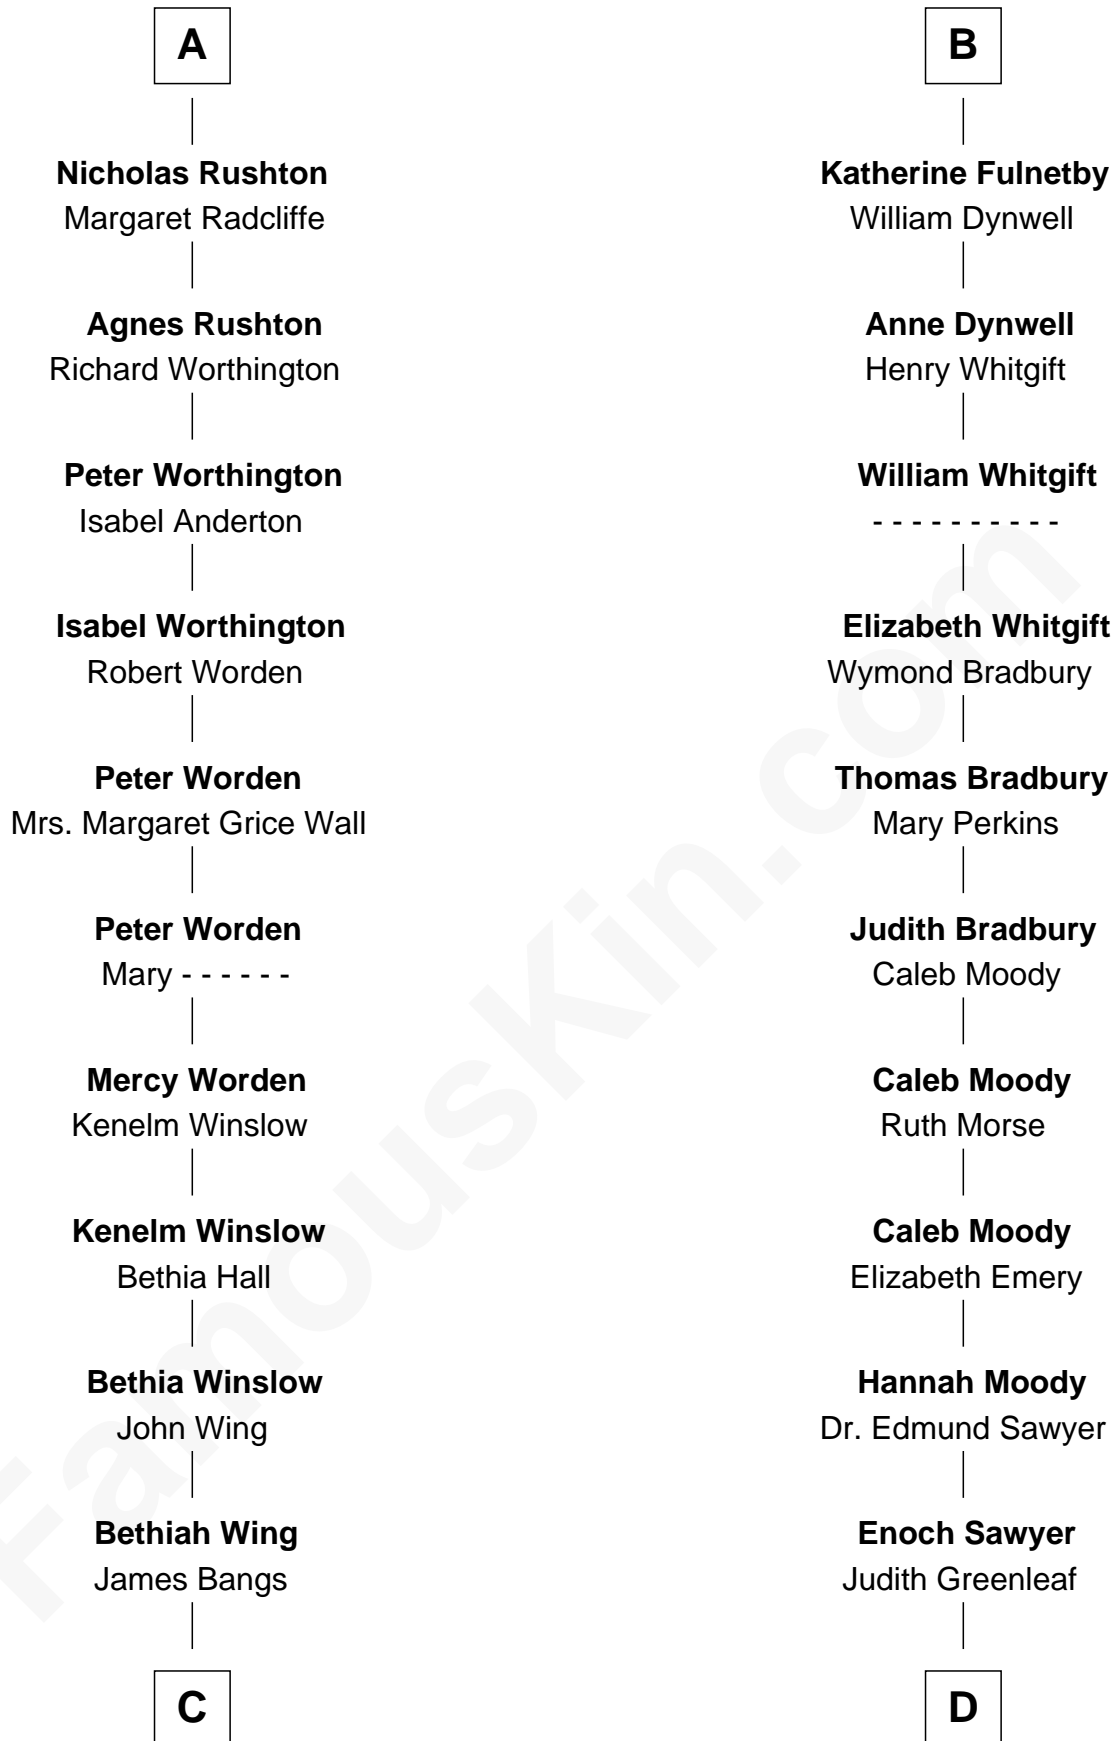 A
Nicholas Rushton
Margaret Radcliffe
Agnes Rushton
Richard Worthington
Peter Worthington
Isabel Anderton
Isabel Worthington
Robert Worden
Peter Worden
Mrs. Margaret Grice Wall
Peter Worden
Mary - - - - - -
Mercy Worden
Kenelm Winslow
Kenelm Winslow
Bethia Hall
Bethia Winslow
John Wing
Bethiah Wing
James Bangs
C
B
Katherine Fulnetby
William Dynwell
Anne Dynwell
Henry Whitgift
William Whitgift
- - - - - - - - - -
Elizabeth Whitgift
Wymond Bradbury
Thomas Bradbury
Mary Perkins
Judith Bradbury
Caleb Moody
Caleb Moody
Ruth Morse
Caleb Moody
Elizabeth Emery
Hannah Moody
Dr. Edmund Sawyer
Enoch Sawyer
Judith Greenleaf
D
FamousKin.com